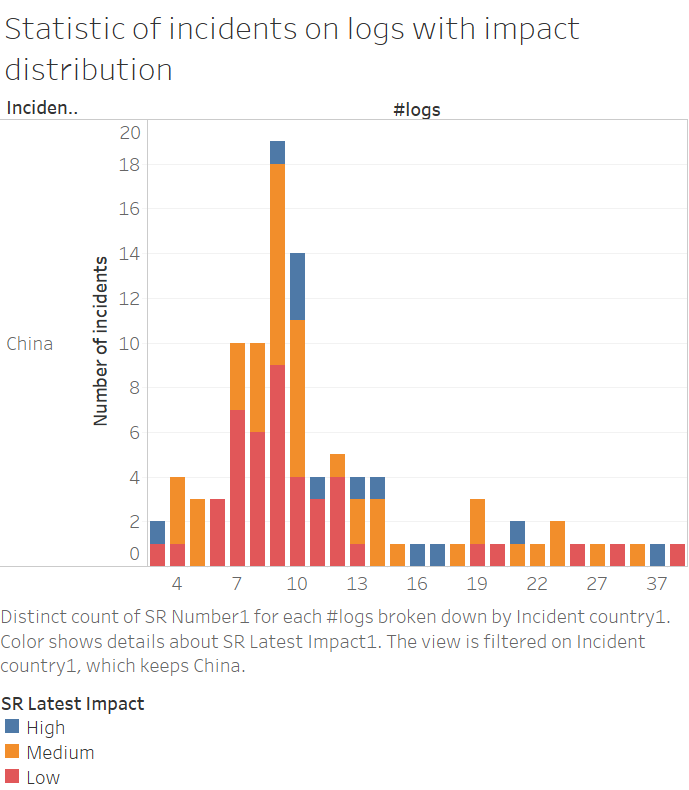 Statistic of incidents on logs with impact
distribution
Inciden..
#logs
20
18
16
14
12
10
8
6
4
2
0
Number of incidents
China
4 7 10 13 16 19 22 27 37
Distinct count of SR Number1 for each #logs broken down by Incident country1.
Color shows details about SR Latest Impact1. The view is filtered on Incident
country1, which keeps China.
SR Latest Impact
High
Medium
Low